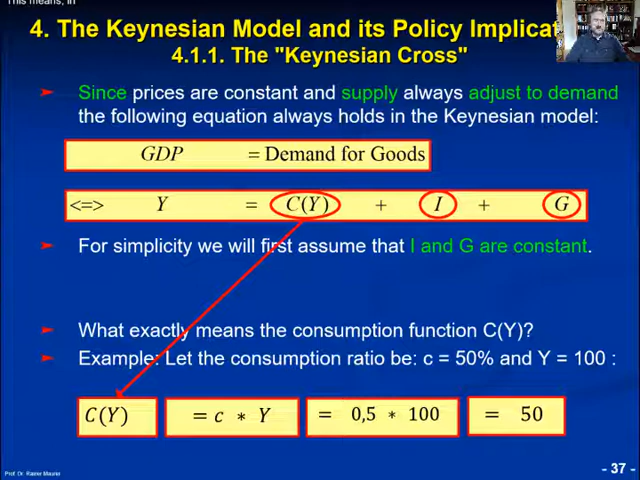 This means, in
4. The Keynesian Model and its Policy Implicat
4.1.1. The "Keynesian Cross"
➤ Since prices are constant and supply always adjust to demand
the following equation always holds in the Keynesian model:
GDP = Demand for Goods
<=> Y = C(Y) + I + G
➤ For simplicity we will first assume that I and G are constant.
➤ What exactly means the consumption function C(Y)?
➤ Example: Let the consumption ratio be: c = 50% and Y = 100 :
C(Y) = c * Y = 0,5 * 100 = 50
Prof. Dr. Rainer Maurer
- 37 -